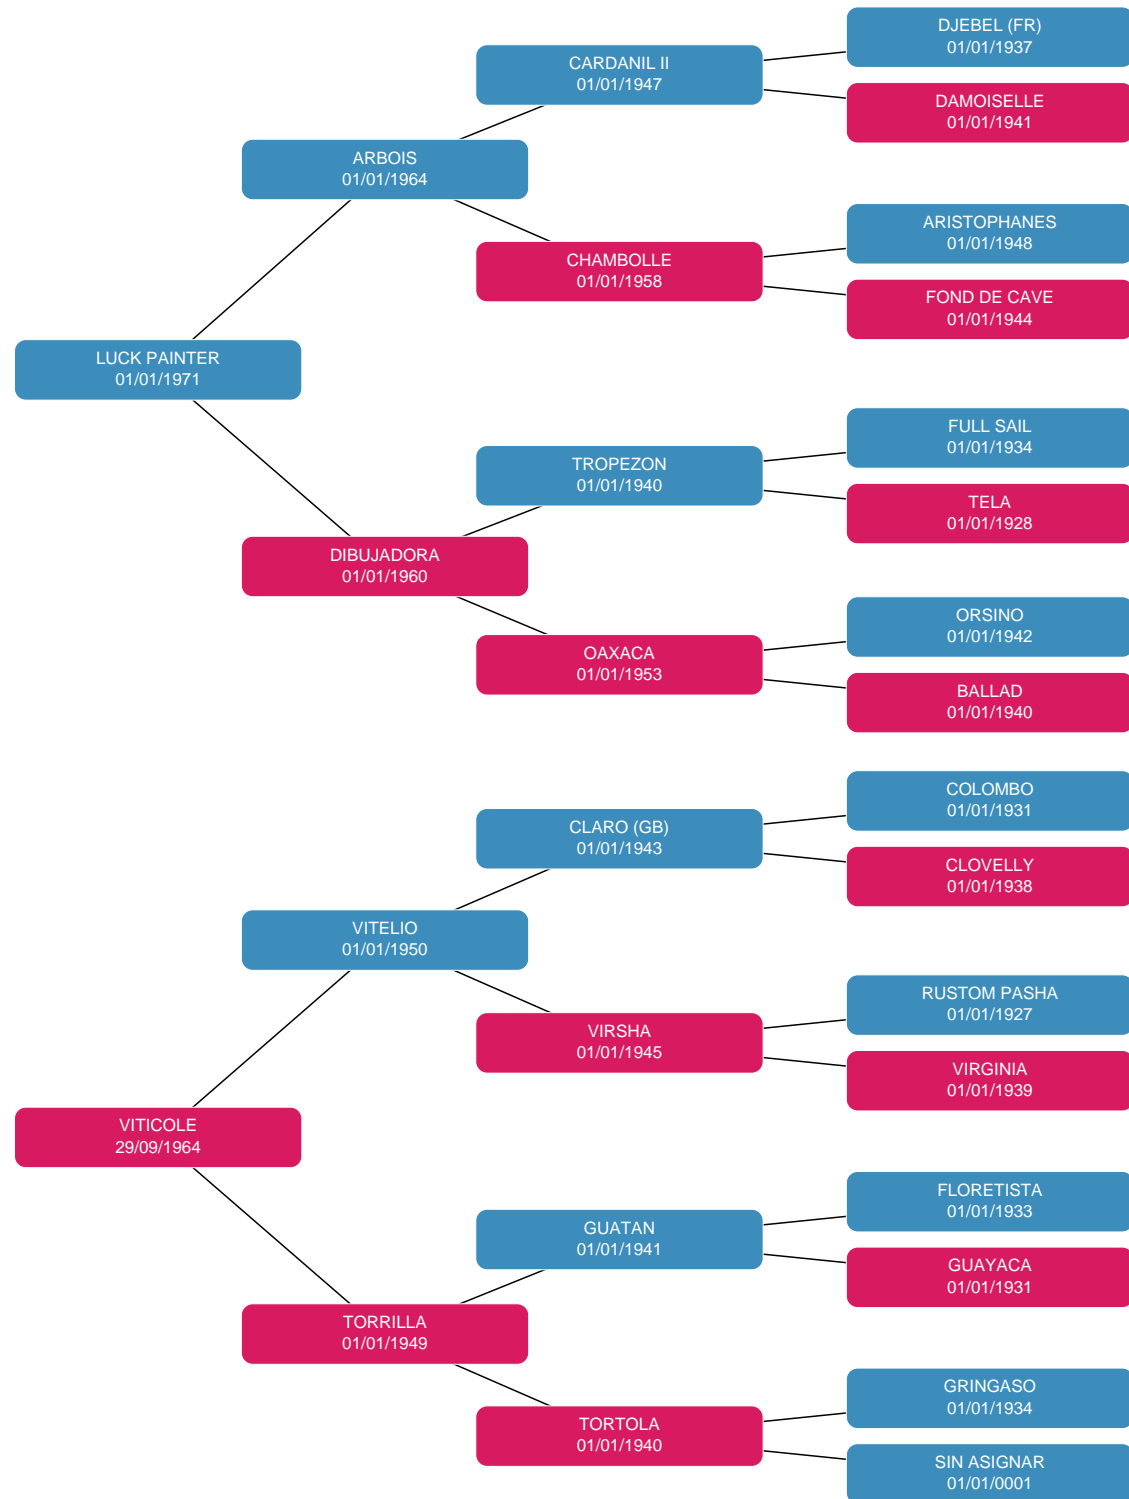 DJEBEL (FR)
01/01/1937
CARDANIL II
01/01/1947
DAMOISELLE
01/01/1941
ARBOIS
01/01/1964
ARISTOPHANES
01/01/1948
CHAMBOLLE
01/01/1958
FOND DE CAVE
01/01/1944
LUCK PAINTER
01/01/1971
FULL SAIL
01/01/1934
TROPEZON
01/01/1940
TELA
01/01/1928
DIBUJADORA
01/01/1960
ORSINO
01/01/1942
OAXACA
01/01/1953
BALLAD
01/01/1940
COLOMBO
01/01/1931
CLARO (GB)
01/01/1943
CLOVELLY
01/01/1938
VITELIO
01/01/1950
RUSTOM PASHA
01/01/1927
VIRSHA
01/01/1945
VIRGINIA
01/01/1939
VITICOLE
29/09/1964
FLORETISTA
01/01/1933
GUATAN
01/01/1941
GUAYACA
01/01/1931
TORRILLA
01/01/1949
GRINGASO
01/01/1934
TORTOLA
01/01/1940
SIN ASIGNAR
01/01/0001